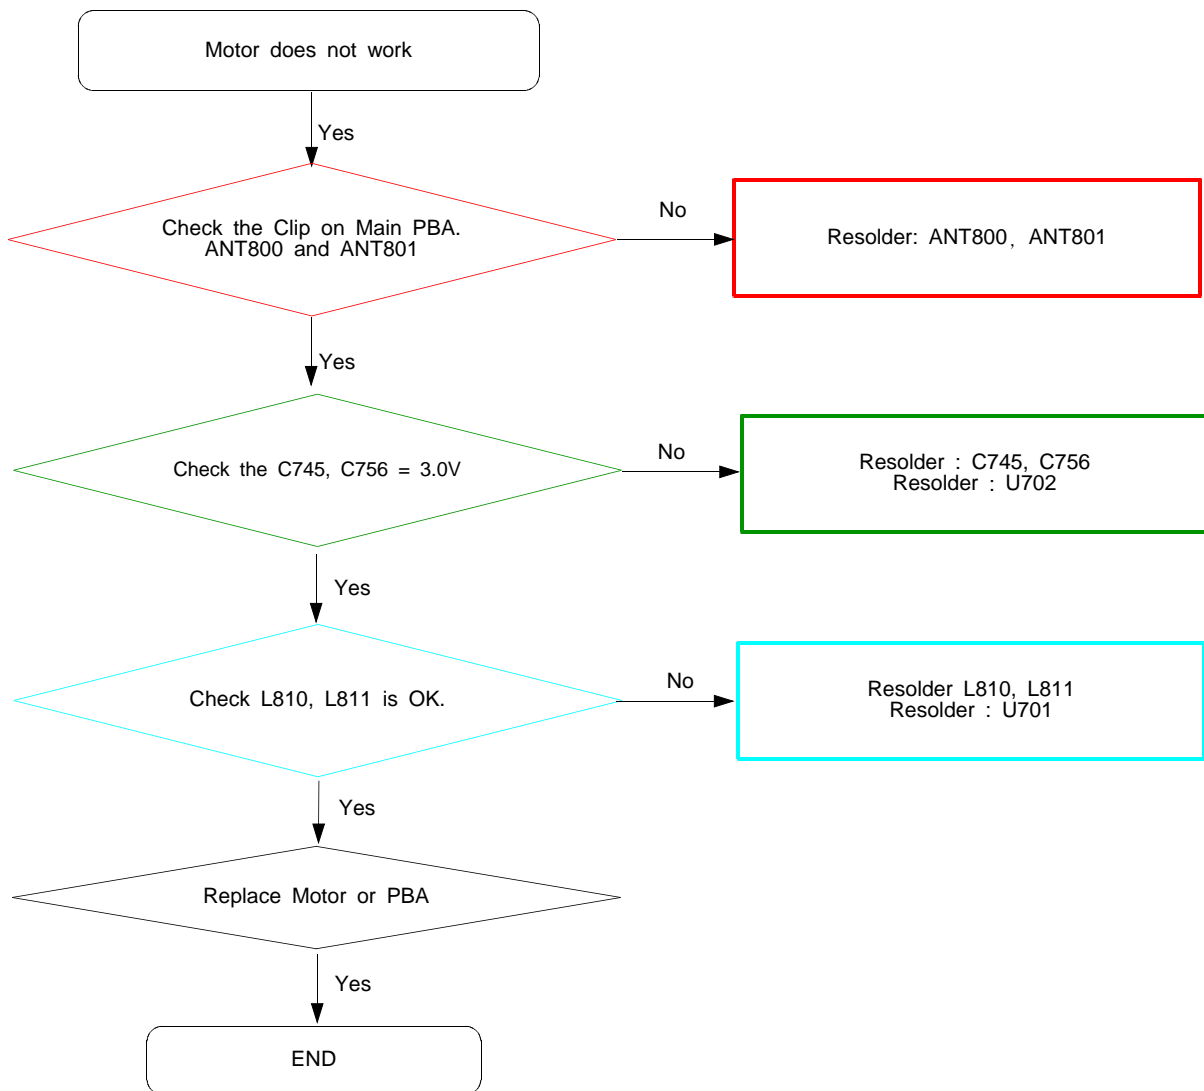 Motor does not work
Yes
Check the Clip on Main PBA.
ANT800 and ANT801
No
Resolder: ANT800, ANT801
Yes
Check the C745, C756 = 3.0V
No
Resolder : C745, C756
Resolder : U702
Yes
Check L810, L811 is OK.
No
Resolder L810, L811
Resolder : U701
Yes
Replace Motor or PBA
Yes
END